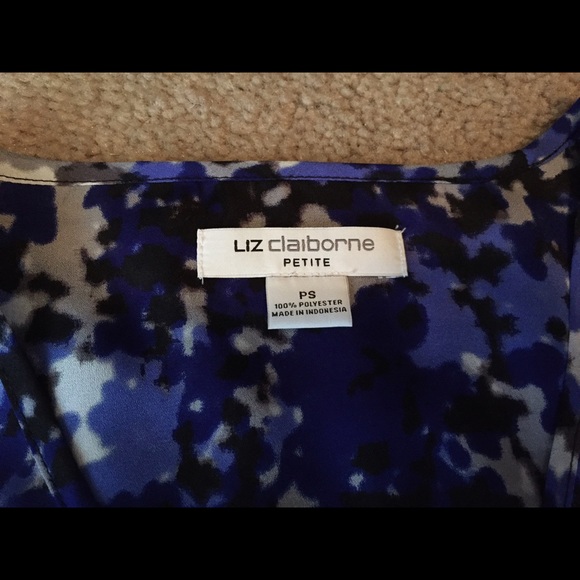 LIZ claiborne
PETITE
PS
100% POLYESTER
MADE IN INDONESIA